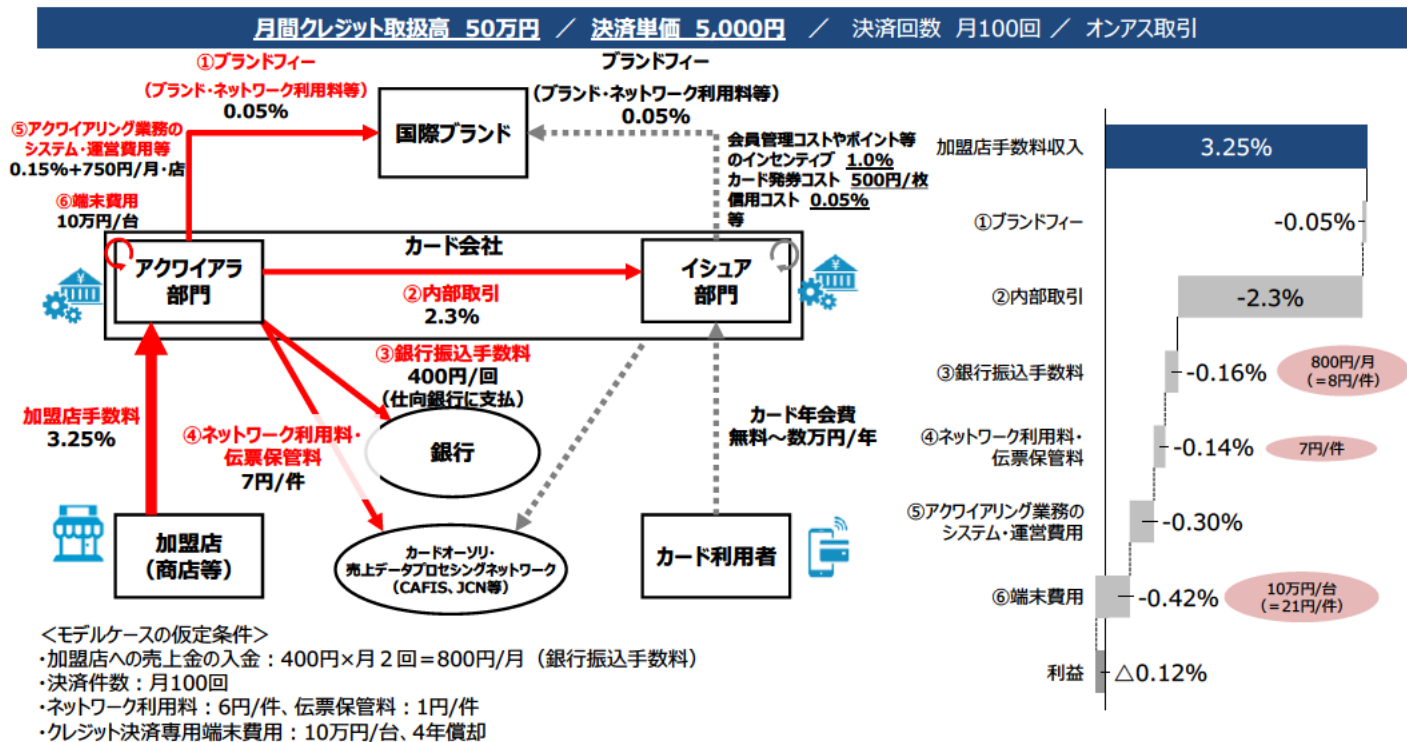 月間クレジット取扱高 50万円 ／ 決済単価 5,000円 ／ 決済回数 月100回 ／ オンアス取引
①ブランドフィー
（ブランド・ネットワーク利用料等）
0.05%
ブランドフィー
（ブランド・ネットワーク利用料等）
0.05%
国際ブランド
⑤アクワイアリング業務の
システム・運営費用等
0.15%+750円/月・店
⑥端末費用
10万円/台
会員管理コストやポイント等
のインセンティブ 1.0%
カード発券コスト 500円/枚
信用コスト 0.05%
等
カード会社
アクワイアラ
部門
イシュア
部門
②内部取引
2.3%
③銀行振込手数料
400円/回
（仕向銀行に支払）
加盟店手数料
3.25%
④ネットワーク利用料・
伝票保管料
7円/件
銀行
カード年会費
無料～数万円/年
加盟店
（商店等）
カードオーソリ・
売上データプロセシングネットワーク
（CAFIS、JCN等）
カード利用者
＜モデルケースの仮定条件＞
・加盟店への売上金の入金：400円×月２回＝800円/月（銀行振込手数料）
・決済件数：月100回
・ネットワーク利用料：6円/件、伝票保管料：1円/件
・クレジット決済専用端末費用：10万円/台、4年償却
加盟店手数料収入
3.25%
①ブランドフィー
-0.05%
②内部取引
-2.3%
③銀行振込手数料
-0.16%
800円/月
（=8円/件）
④ネットワーク利用料・
伝票保管料
-0.14%
7円/件
⑤アクワイアリング業務の
システム・運営費用
-0.30%
⑥端末費用
-0.42%
10万円/台
（=21円/件）
利益
△0.12%